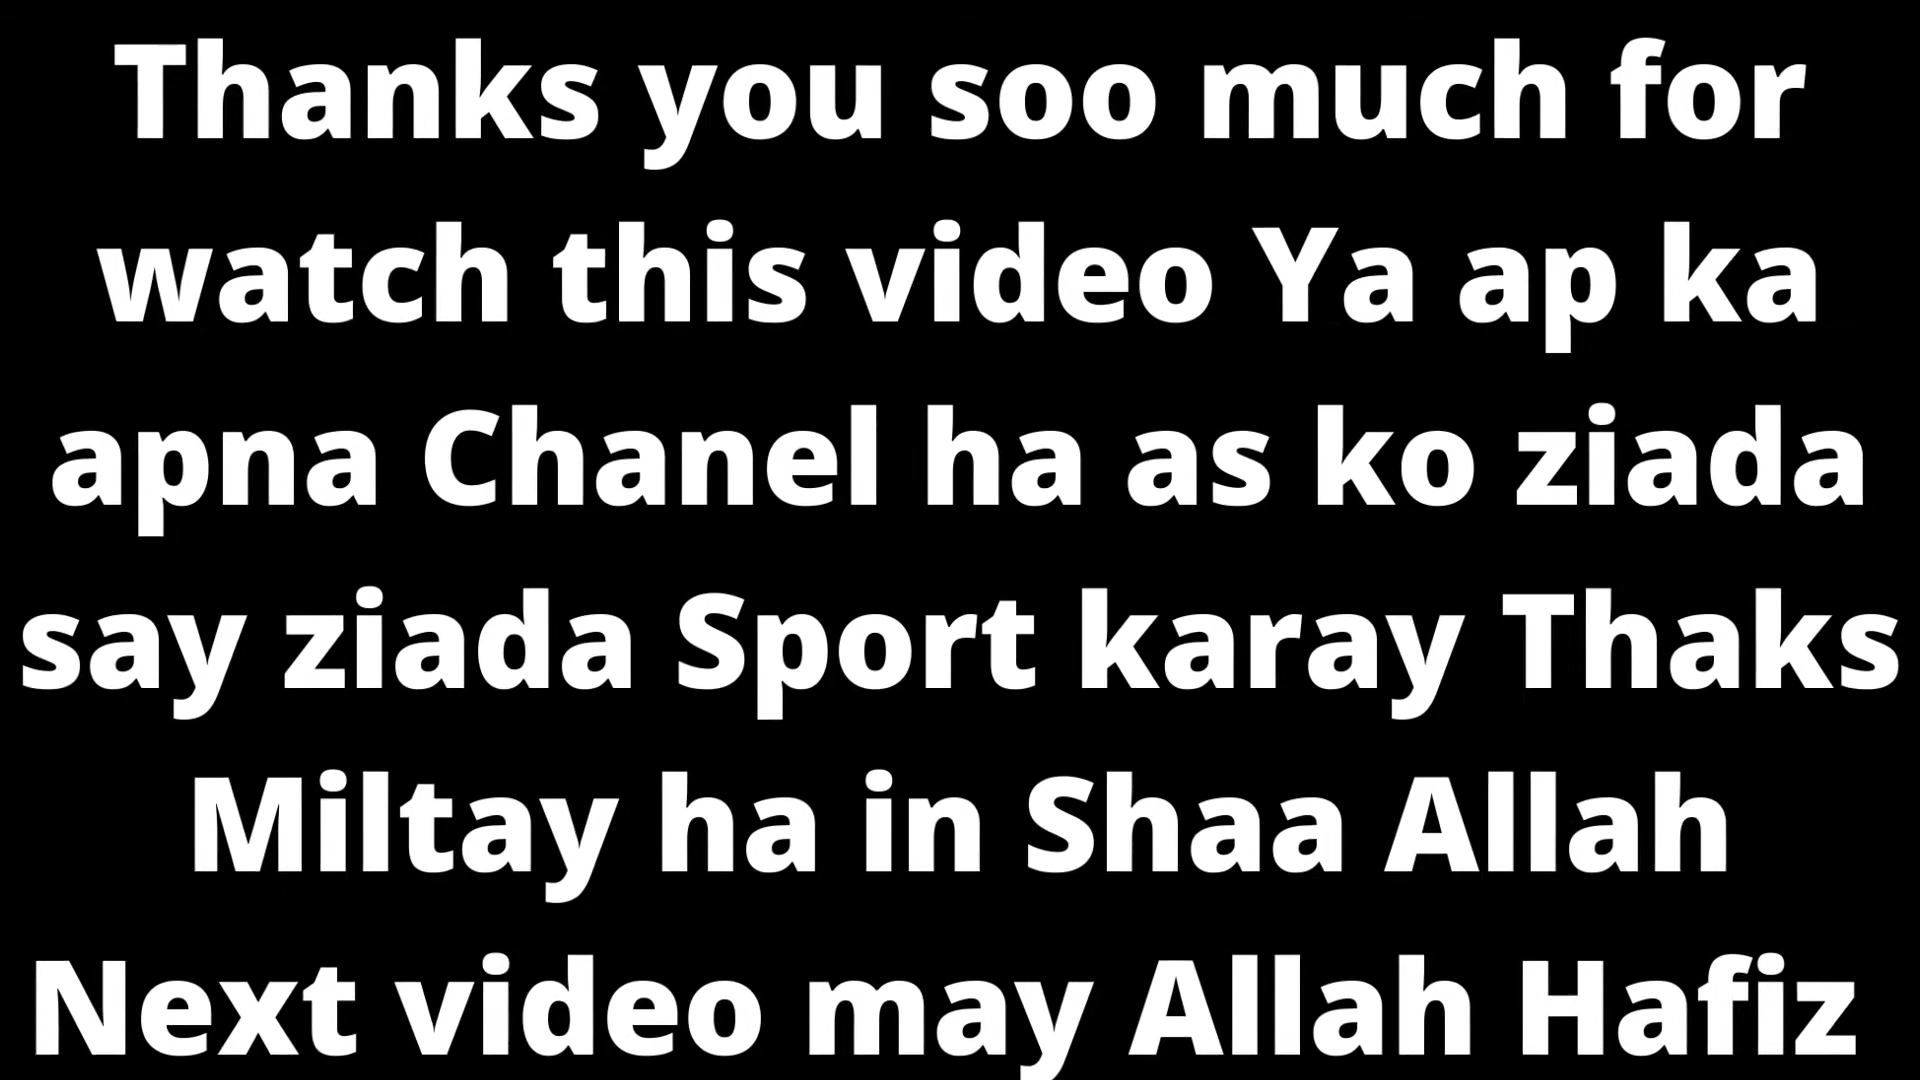 Thanks you soo much for
watch this video Ya ap ka
apna Chanel ha as ko ziada
say ziada Sport karay Thaks
Miltay ha in Shaa Allah
Next video may Allah Hafiz